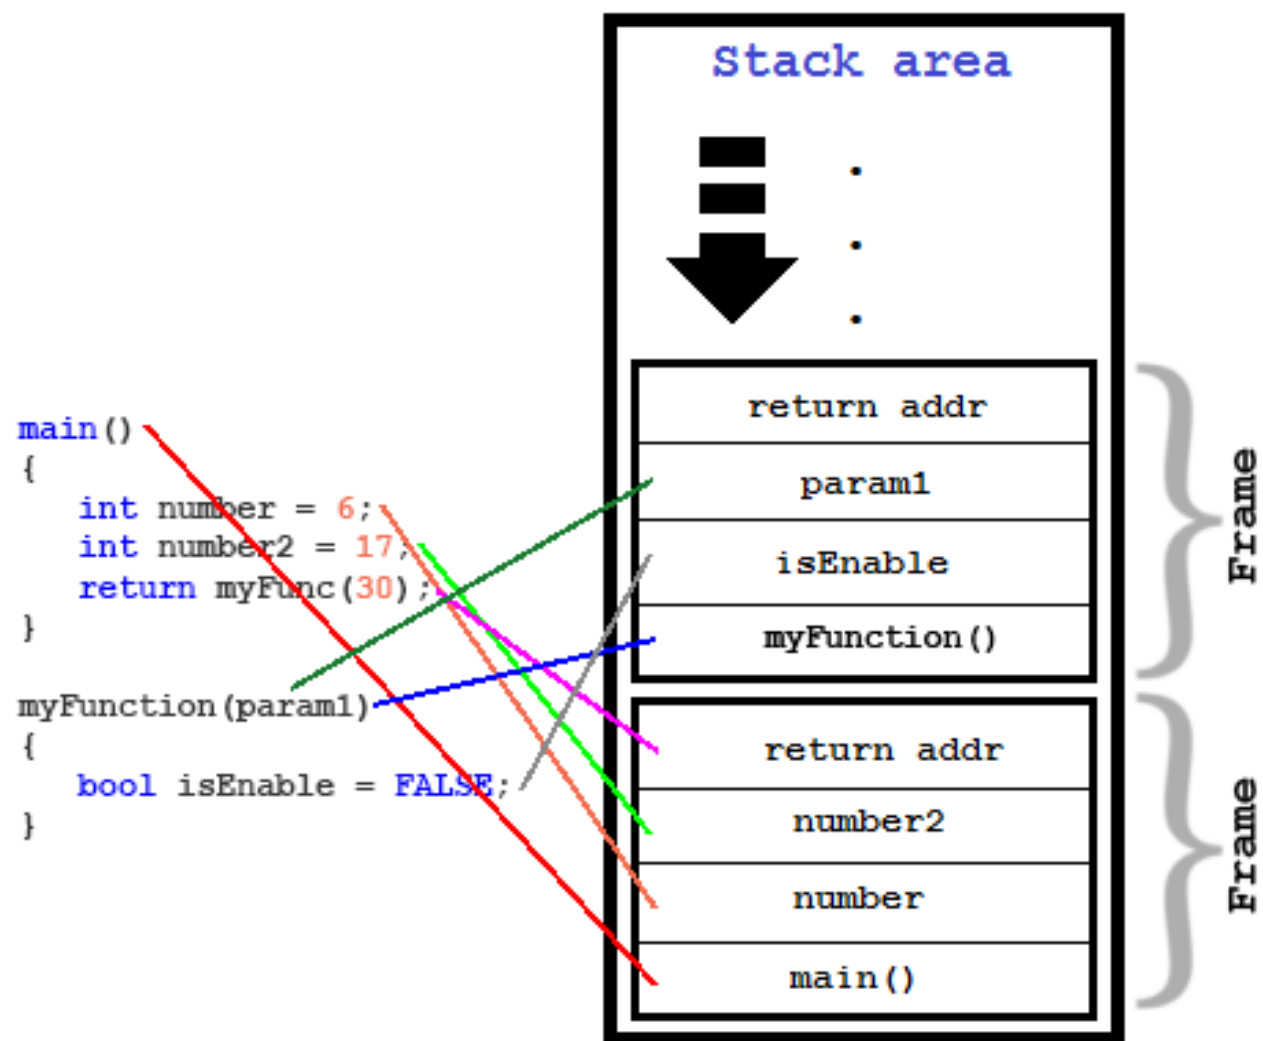 Stack area
.
.
.
main()
{
int number = 6;
int number2 = 17;
return myFunc(30);
}
myFunction(param1)
{
bool isEnable = FALSE;
}
return addr
param1
isEnable
myFunction()
Frame
return addr
number2
number
main()
Frame